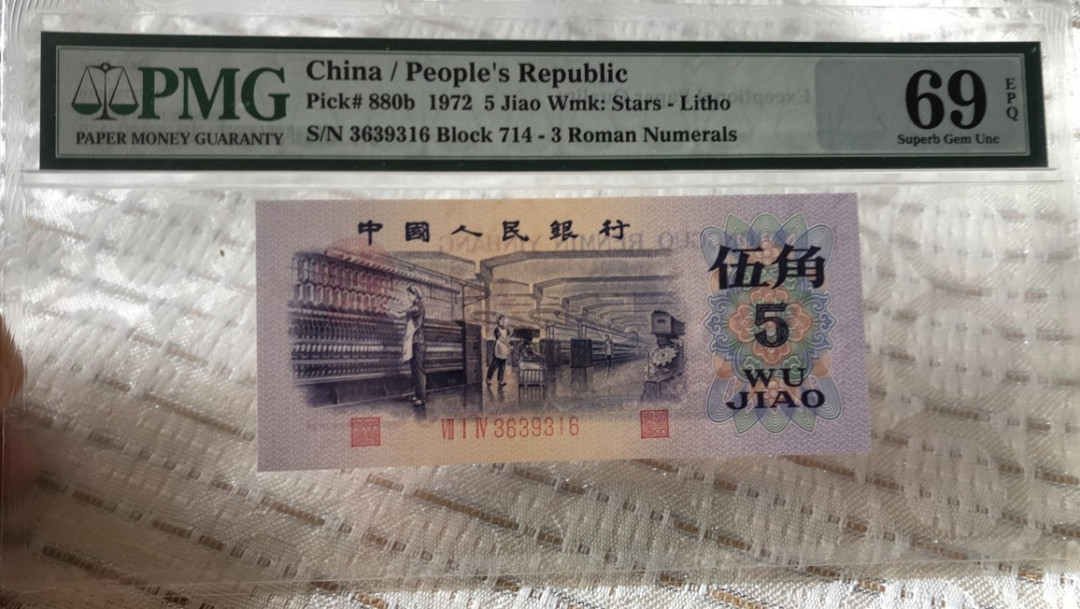 PMG
PAPER MONEY GUARANTY
China / People's Republic
Pick# 880b 1972 5 Jiao Wmk: Stars - Litho
S/N 3639316 Block 714 - 3 Roman Numerals
69
EPQ
Superb Gem Unc
中國人民銀行
伍角
5
WU
JIAO
VII I IV 3639316